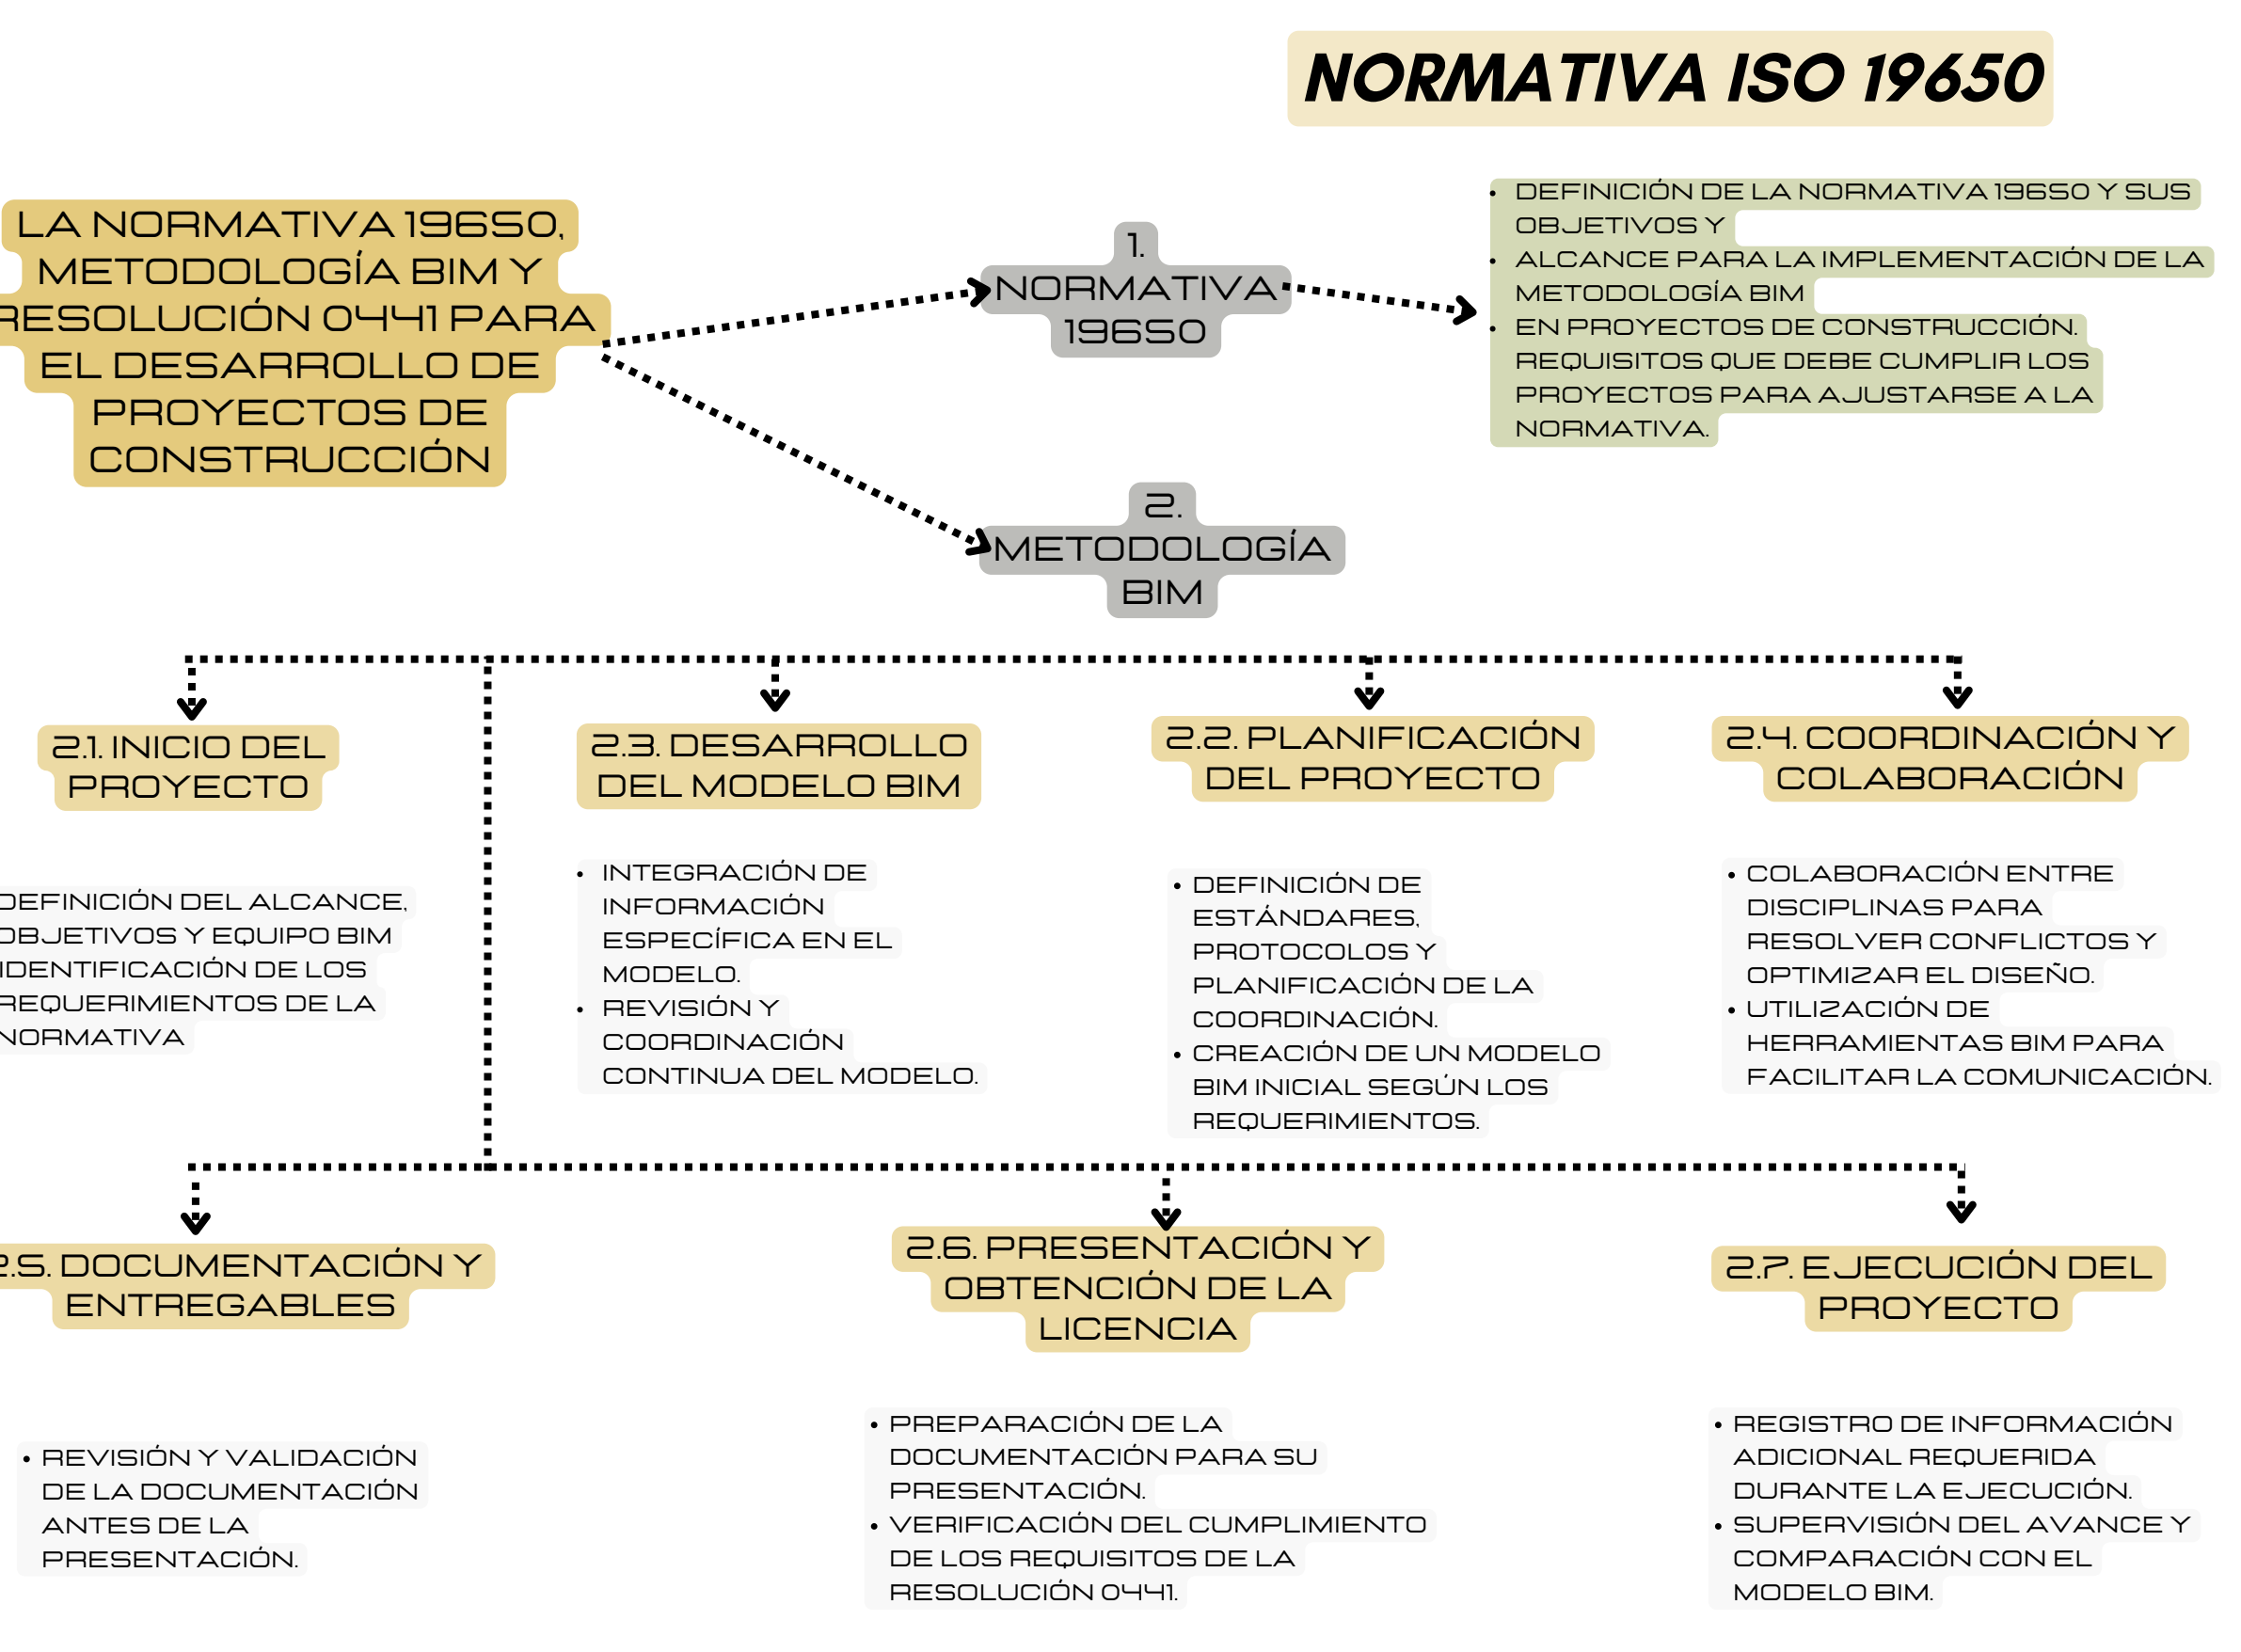 NORMATIVA ISO 19650
LA NORMATIVA 19650,
METODOLOGÍA BIM Y
RESOLUCIÓN 0441 PARA
EL DESARROLLO DE
PROYECTOS DE
CONSTRUCCIÓN
1.
NORMATIVA
19650
• DEFINICIÓN DE LA NORMATIVA 19650 Y SUS
OBJETIVOS Y
• ALCANCE PARA LA IMPLEMENTACIÓN DE LA
METODOLOGÍA BIM
• EN PROYECTOS DE CONSTRUCCIÓN.
REQUISITOS QUE DEBE CUMPLIR LOS
PROYECTOS PARA AJUSTARSE A LA
NORMATIVA.
2.
METODOLOGÍA
BIM
2.1. INICIO DEL
PROYECTO
DEFINICIÓN DEL ALCANCE,
OBJETIVOS Y EQUIPO BIM
IDENTIFICACIÓN DE LOS
REQUERIMIENTOS DE LA
NORMATIVA
2.3. DESARROLLO
DEL MODELO BIM
• INTEGRACIÓN DE
INFORMACIÓN
ESPECÍFICA EN EL
MODELO.
• REVISIÓN Y
COORDINACIÓN
CONTINUA DEL MODELO.
2.2. PLANIFICACIÓN
DEL PROYECTO
• DEFINICIÓN DE
ESTÁNDARES,
PROTOCOLOS Y
PLANIFICACIÓN DE LA
COORDINACIÓN.
• CREACIÓN DE UN MODELO
BIM INICIAL SEGÚN LOS
REQUERIMIENTOS.
2.4. COORDINACIÓN Y
COLABORACIÓN
• COLABORACIÓN ENTRE
DISCIPLINAS PARA
RESOLVER CONFLICTOS Y
OPTIMIZAR EL DISEÑO.
• UTILIZACIÓN DE
HERRAMIENTAS BIM PARA
FACILITAR LA COMUNICACIÓN.
2.5. DOCUMENTACIÓN Y
ENTREGABLES
• REVISIÓN Y VALIDACIÓN
DE LA DOCUMENTACIÓN
ANTES DE LA
PRESENTACIÓN.
2.6. PRESENTACIÓN Y
OBTENCIÓN DE LA
LICENCIA
• PREPARACIÓN DE LA
DOCUMENTACIÓN PARA SU
PRESENTACIÓN.
• VERIFICACIÓN DEL CUMPLIMIENTO
DE LOS REQUISITOS DE LA
RESOLUCIÓN 0441.
2.7. EJECUCIÓN DEL
PROYECTO
• REGISTRO DE INFORMACIÓN
ADICIONAL REQUERIDA
DURANTE LA EJECUCIÓN.
• SUPERVISIÓN DEL AVANCE Y
COMPARACIÓN CON EL
MODELO BIM.